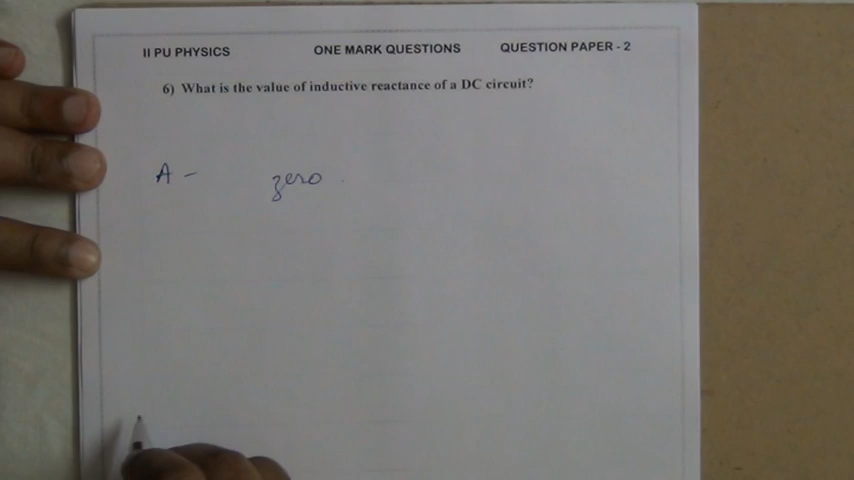 II PU PHYSICS ONE MARK QUESTIONS QUESTION PAPER - 2
6) What is the value of inductive reactance of a DC circuit?
A - zero